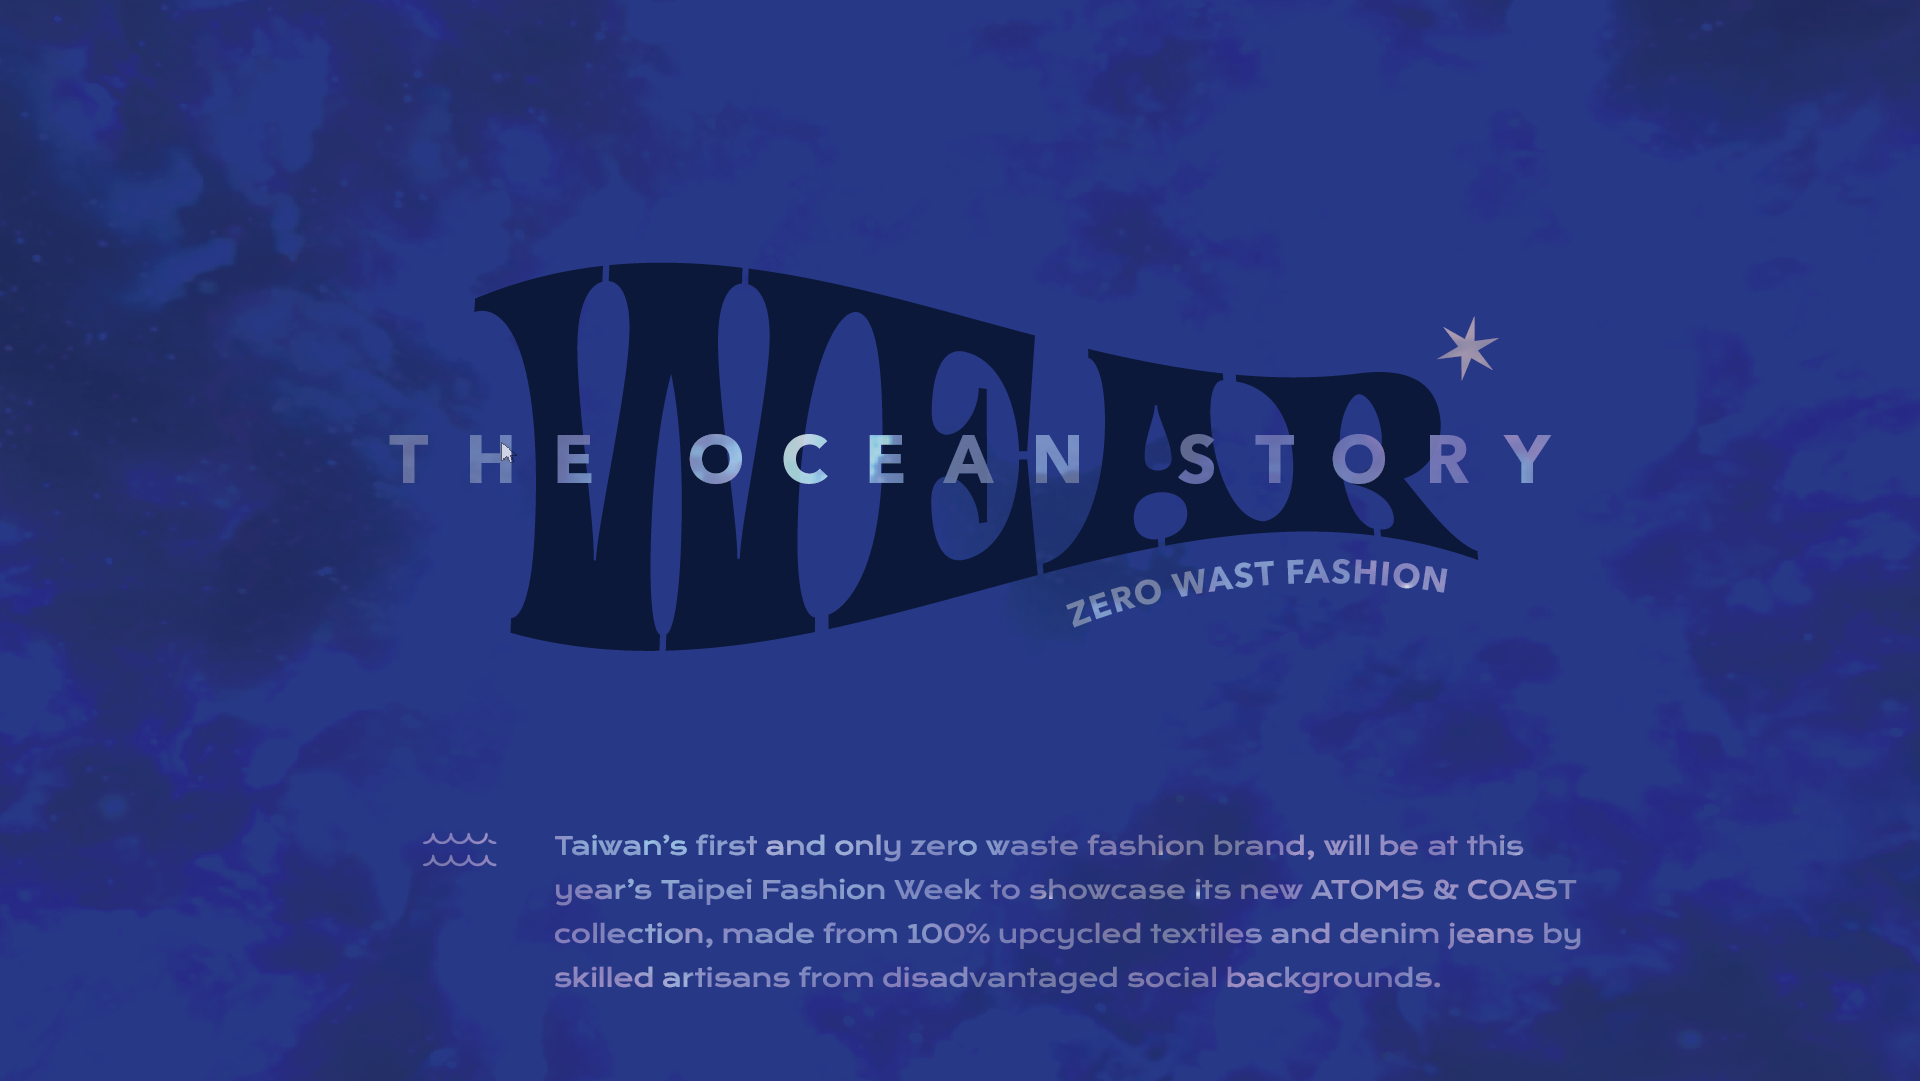 WEAR
THE OCEAN STORY
ZERO WAST FASHION
Taiwan’s first and only zero waste fashion brand, will be at this
year’s Taipei Fashion Week to showcase its new ATOMS & COAST
collection, made from 100% upcycled textiles and denim jeans by
skilled artisans from disadvantaged social backgrounds.